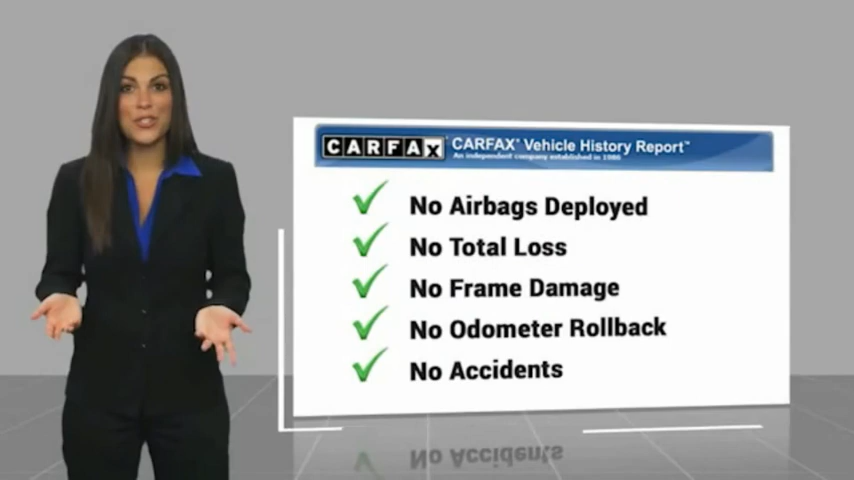 CARFAX
CARFAX® Vehicle History Report™
An independent company established in 1986
No Airbags Deployed
No Total Loss
No Frame Damage
No Odometer Rollback
No Accidents
No Accidents